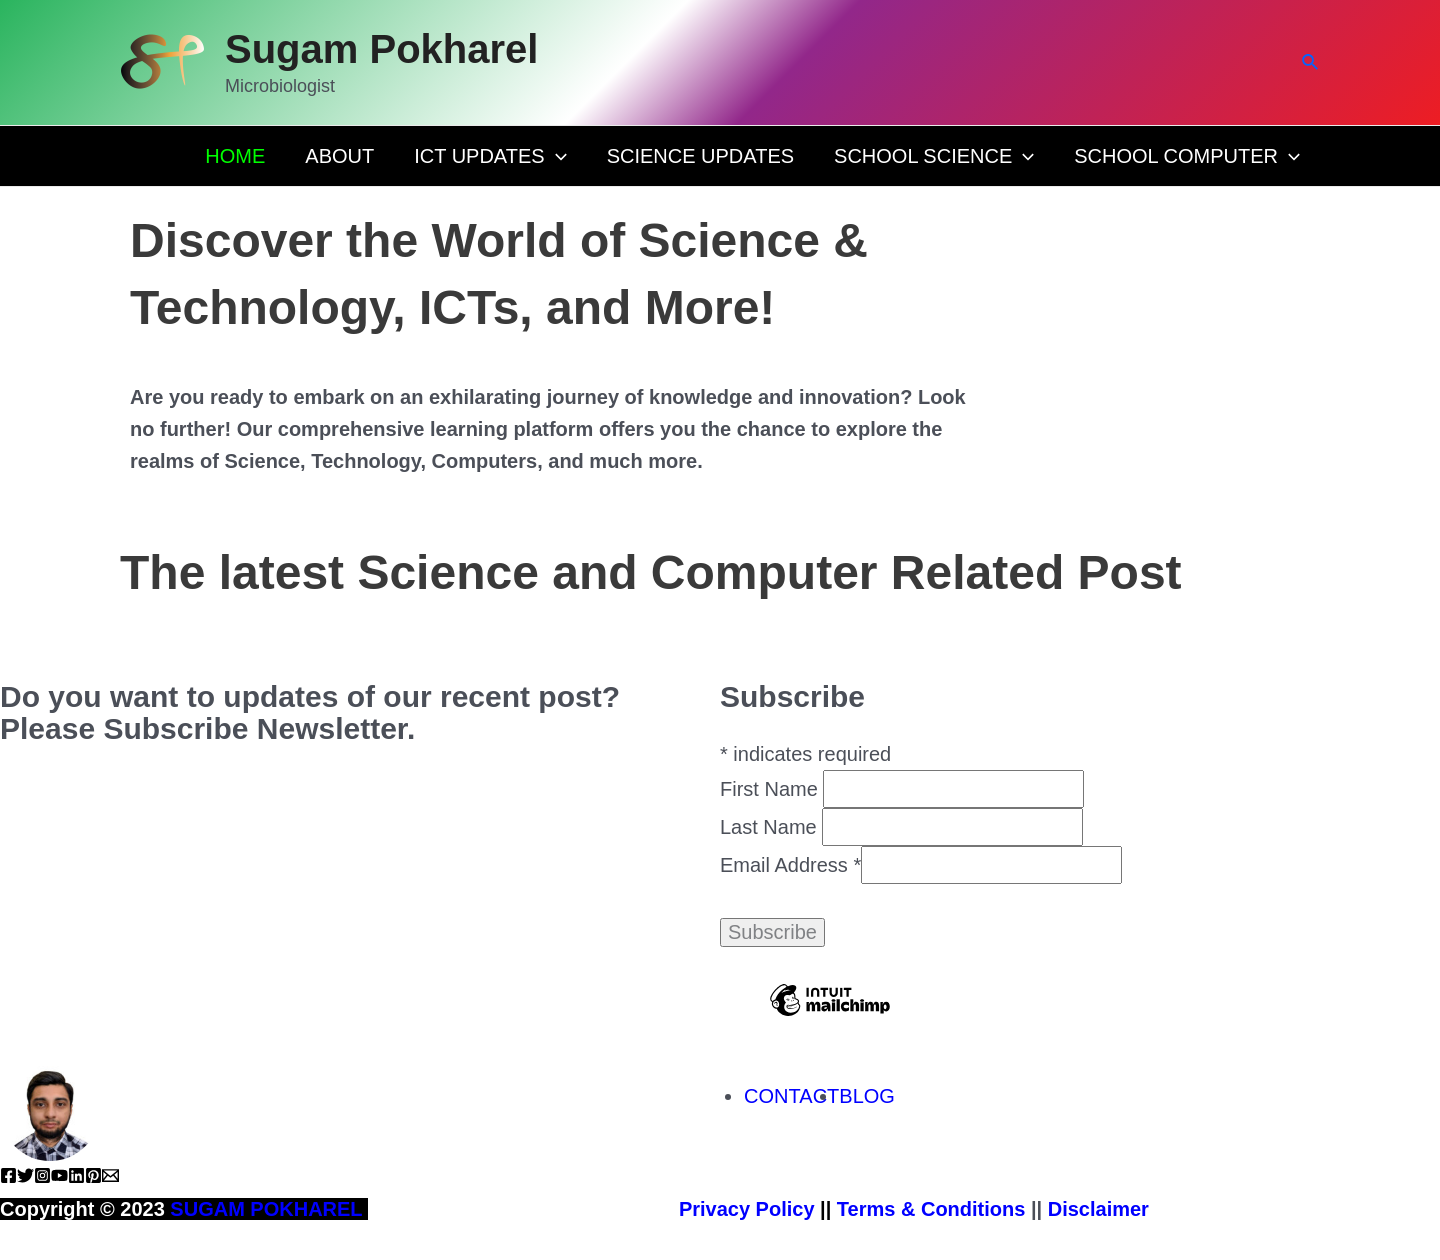 Sugam Pokharel
Microbiologist
HOME ABOUT ICT UPDATES SCIENCE UPDATES SCHOOL SCIENCE SCHOOL COMPUTER
Discover the World of Science &
Technology, ICTs, and More!
Are you ready to embark on an exhilarating journey of knowledge and innovation? Look
no further! Our comprehensive learning platform offers you the chance to explore the
realms of Science, Technology, Computers, and much more.
The latest Science and Computer Related Post
Do you want to updates of our recent post?
Please Subscribe Newsletter.
Subscribe
* indicates required
First Name
Last Name
Email Address *
Subscribe
INTUIT
mailchimp
CONTACT BLOG
Copyright © 2023 SUGAM POKHAREL
Privacy Policy || Terms & Conditions || Disclaimer